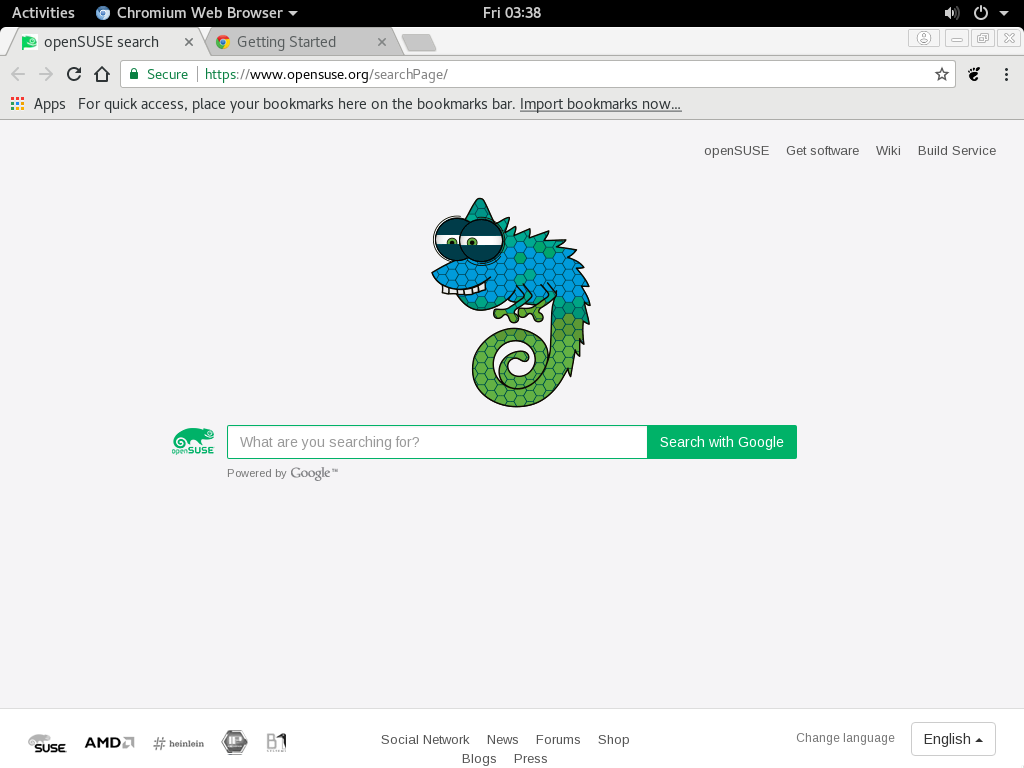 Activities Chromium Web Browser Fri 03:38
openSUSE search Getting Started
Secure https://www.opensuse.org/searchPage/
Apps For quick access, place your bookmarks here on the bookmarks bar. Import bookmarks now...
openSUSE Get software Wiki Build Service
openSUSE What are you searching for? Search with Google
Powered by Google™
SUSE AMD # heinlein B1 Social Network News Forums Shop Change language English
Blogs Press